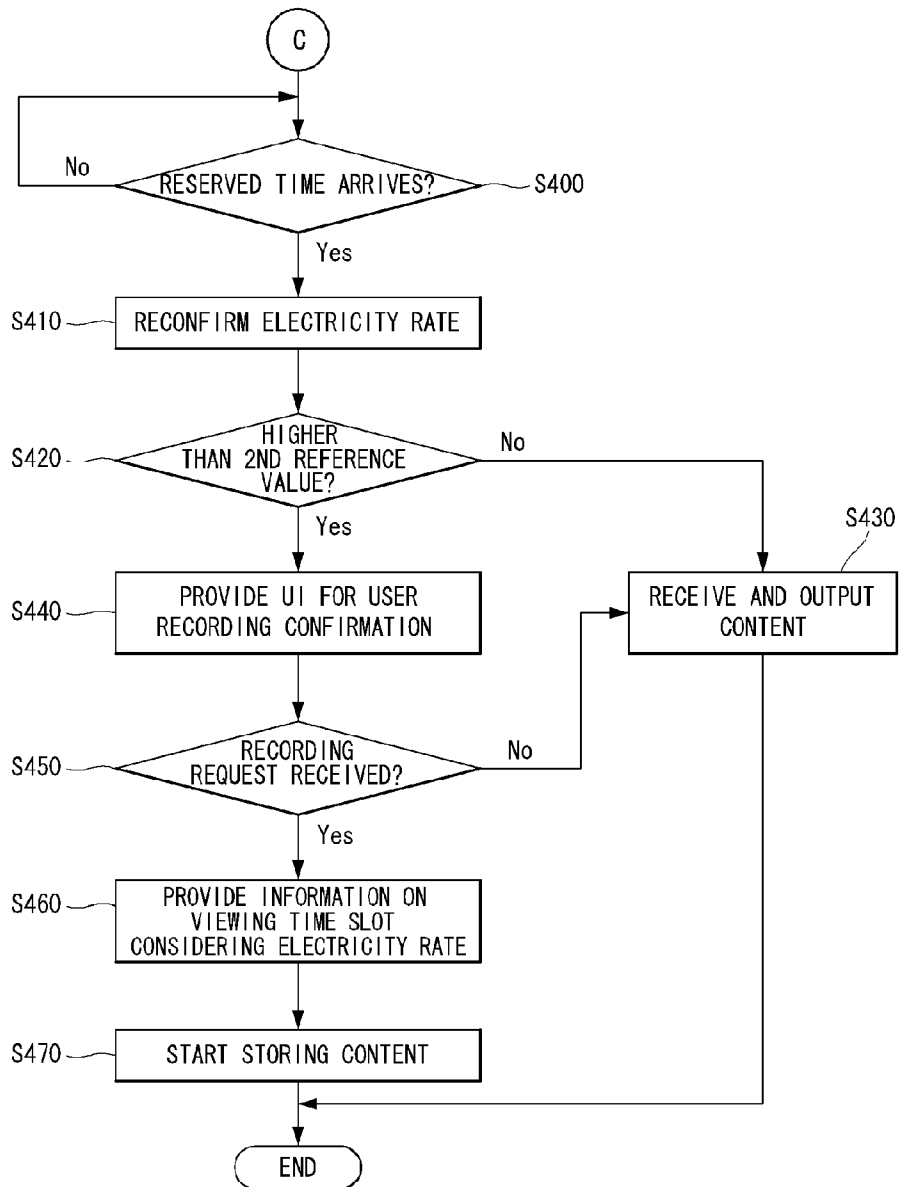 C
No
RESERVED TIME ARRIVES?
S400
Yes
S410
RECONFIRM ELECTRICITY RATE
S420
HIGHER
THAN 2ND REFERENCE
VALUE?
No
Yes
S430
S440
PROVIDE UI FOR USER
RECORDING CONFIRMATION
RECEIVE AND OUTPUT
CONTENT
S450
RECORDING
REQUEST RECEIVED?
No
Yes
S460
PROVIDE INFORMATION ON
VIEWING TIME SLOT
CONSIDERING ELECTRICITY RATE
S470
START STORING CONTENT
END